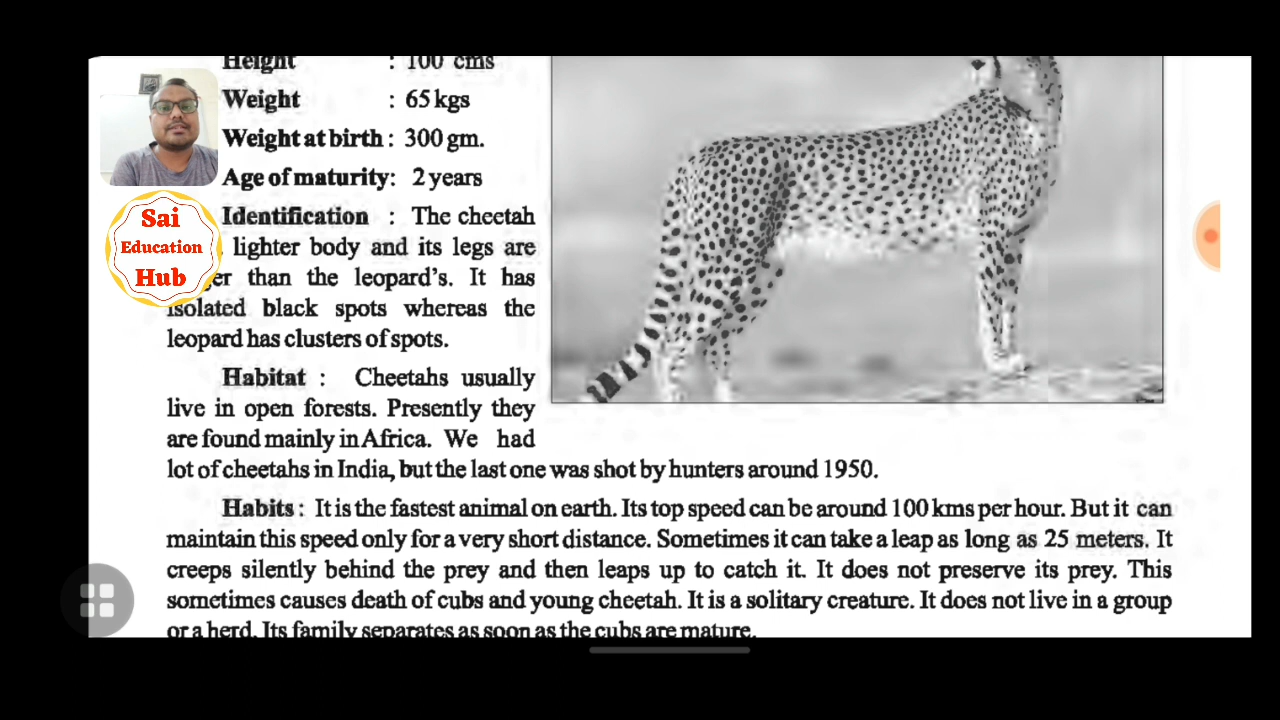 Height : 100 cms
Weight : 65 kgs
Weight at birth : 300 gm.
Age of maturity: 2 years
Sai
Education
Hub
Identification : The cheetah
lighter body and its legs are
than the leopard's. It has
isolated black spots whereas the
leopard has clusters of spots.
Habitat : Cheetahs usually
live in open forests. Presently they
are found mainly in Africa. We had
lot of cheetahs in India, but the last one was shot by hunters around 1950.
Habits : It is the fastest animal on earth. Its top speed can be around 100 kms per hour. But it can
maintain this speed only for a very short distance. Sometimes it can take a leap as long as 25 meters. It
creeps silently behind the prey and then leaps up to catch it. It does not preserve its prey. This
sometimes causes death of cubs and young cheetah. It is a solitary creature. It does not live in a group
or a herd. Its family separates as soon as the cubs are mature.